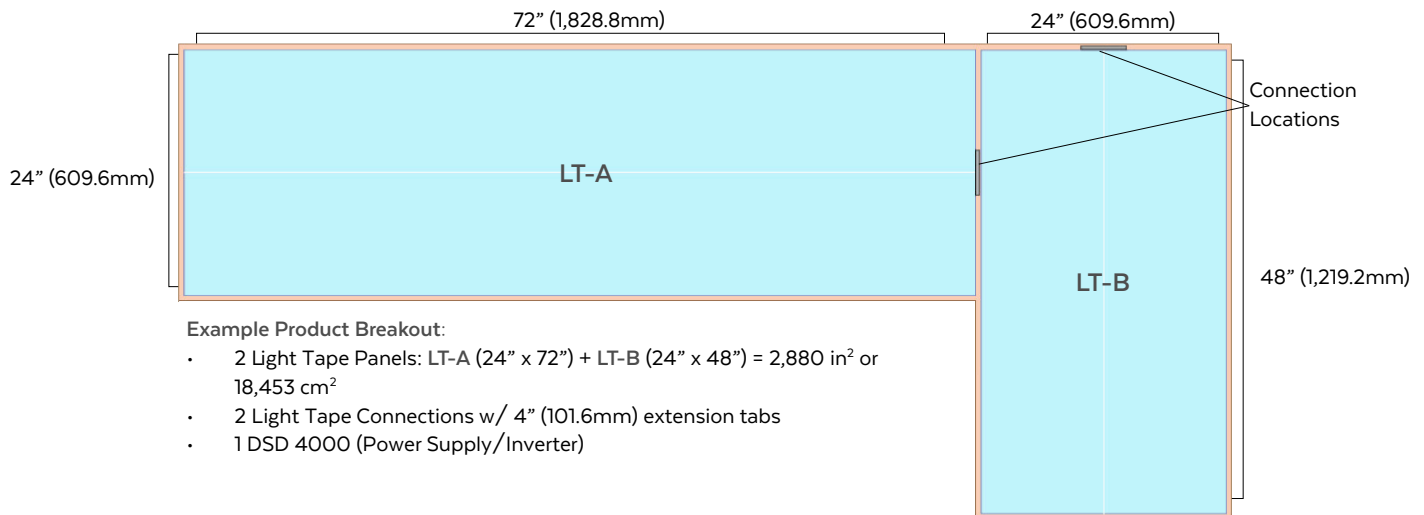 72” (1,828.8mm)
24” (609.6mm)
Connection
Locations
24” (609.6mm)
LT-A
LT-B
48” (1,219.2mm)
Example Product Breakout:
• 2 Light Tape Panels: LT-A (24” x 72”) + LT-B (24” x 48”) = 2,880 in² or
18,453 cm²
• 2 Light Tape Connections w/ 4” (101.6mm) extension tabs
• 1 DSD 4000 (Power Supply/Inverter)